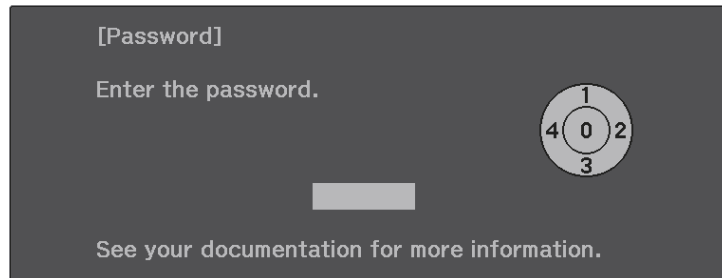 [Password]
Enter the password.
1
4 0 2
3
See your documentation for more information.